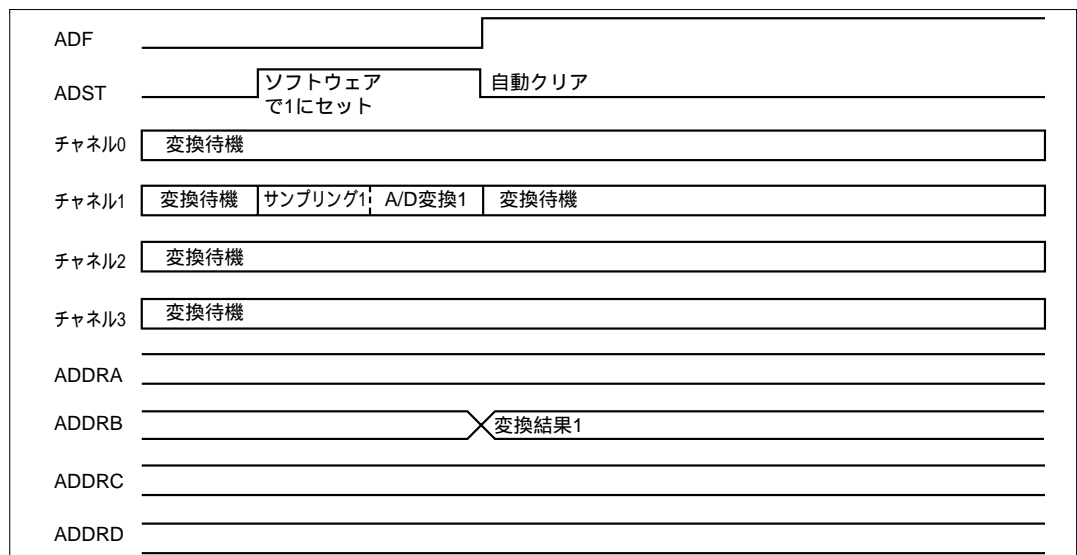 ADF
ADST
ソフトウェア
で1にセット
自動クリア
チャネル0
変換待機
チャネル1
変換待機
サンプリング1
A/D変換1
変換待機
チャネル2
変換待機
チャネル3
変換待機
ADDRA
ADDRB
変換結果1
ADDRC
ADDRD